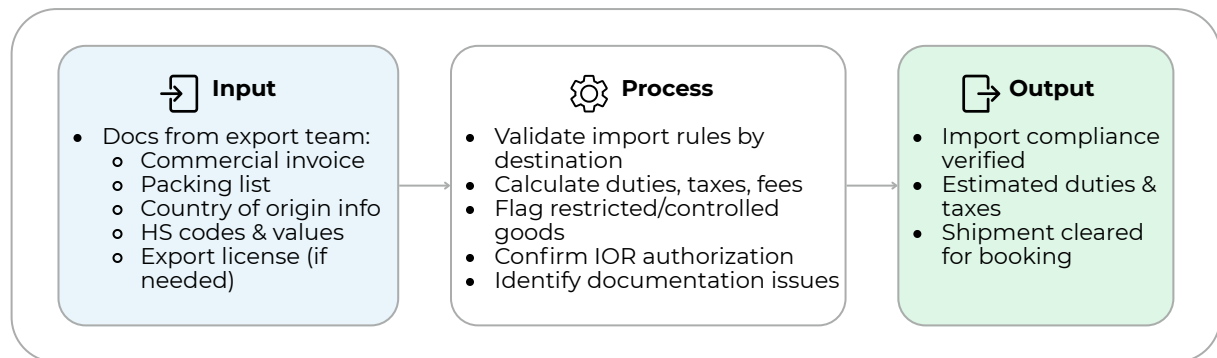 Input
• Docs from export team:
o Commercial invoice
o Packing list
o Country of origin info
o HS codes & values
o Export license (if
needed)
Process
• Validate import rules by
destination
• Calculate duties, taxes, fees
• Flag restricted/controlled
goods
• Confirm IOR authorization
• Identify documentation issues
Output
• Import compliance
verified
• Estimated duties &
taxes
• Shipment cleared
for booking